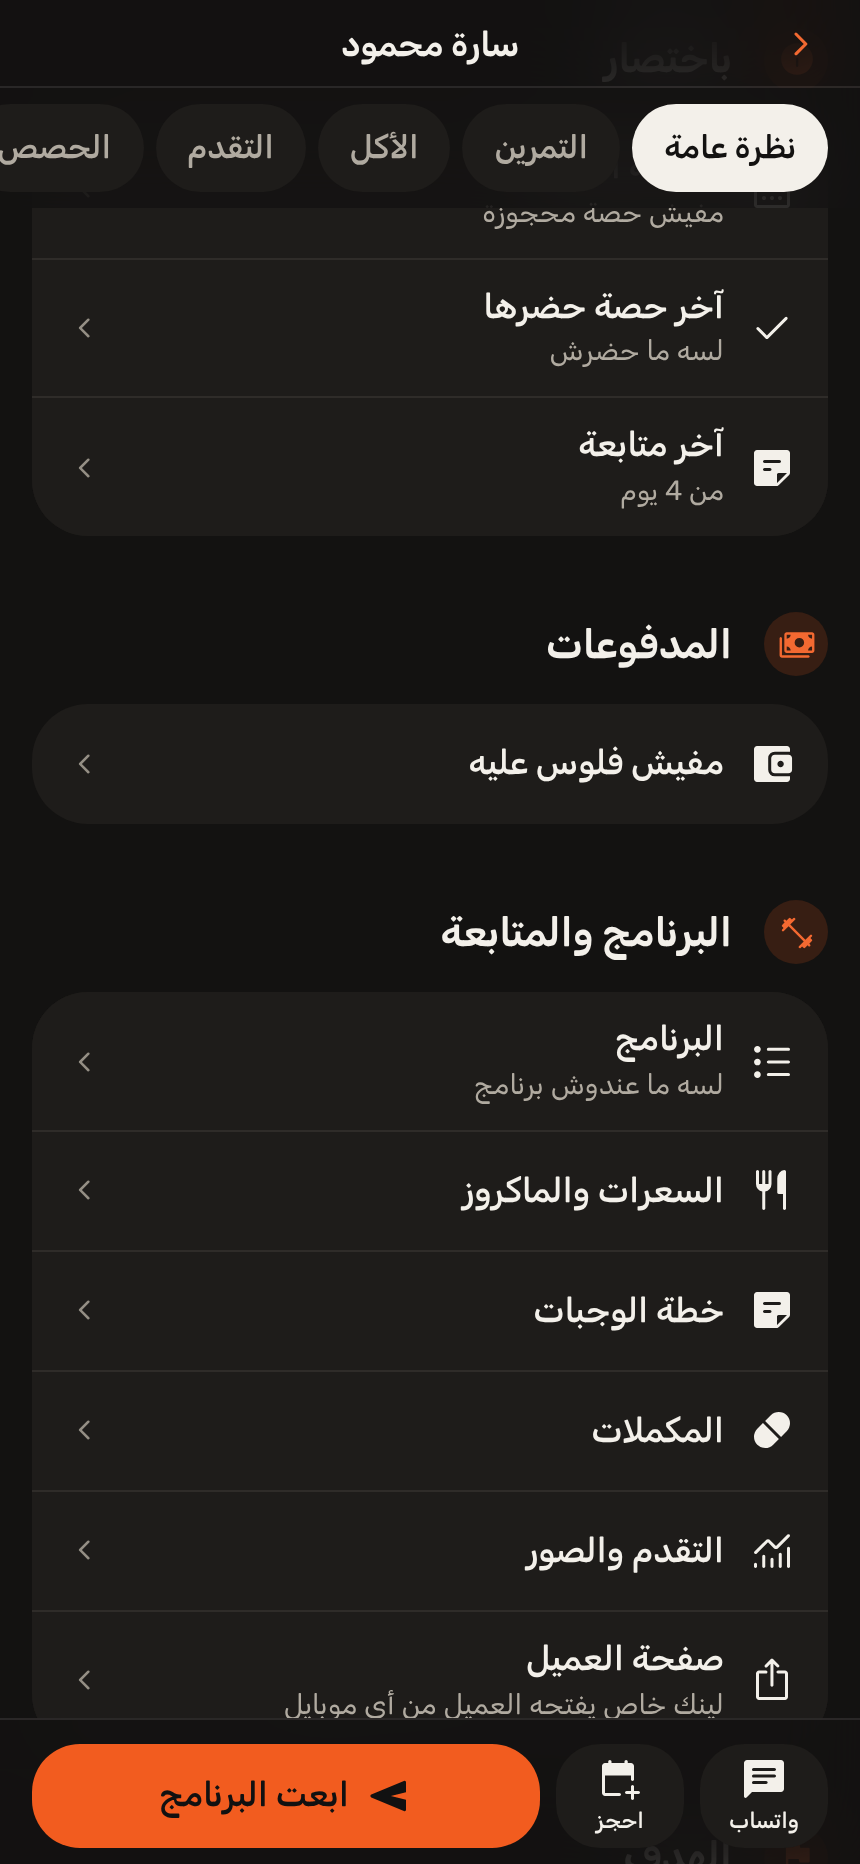 سارة محمود
باختصار
نظرة عامة
التمرين
الأكل
التقدم
الحصص
مفيش حصة محجوزة
آخر حصة حضرها
لسه ما حضرش
آخر متابعة
من 4 يوم
المدفوعات
مفيش فلوس عليه
البرنامج والمتابعة
البرنامج
لسه ما عندوش برنامج
السعرات والماكروز
خطة الوجبات
المكملات
التقدم والصور
صفحة العميل
لينك خاص يفتحه العميل من أي موبايل
واتساب
احجز
ابعت البرنامج
الهدف